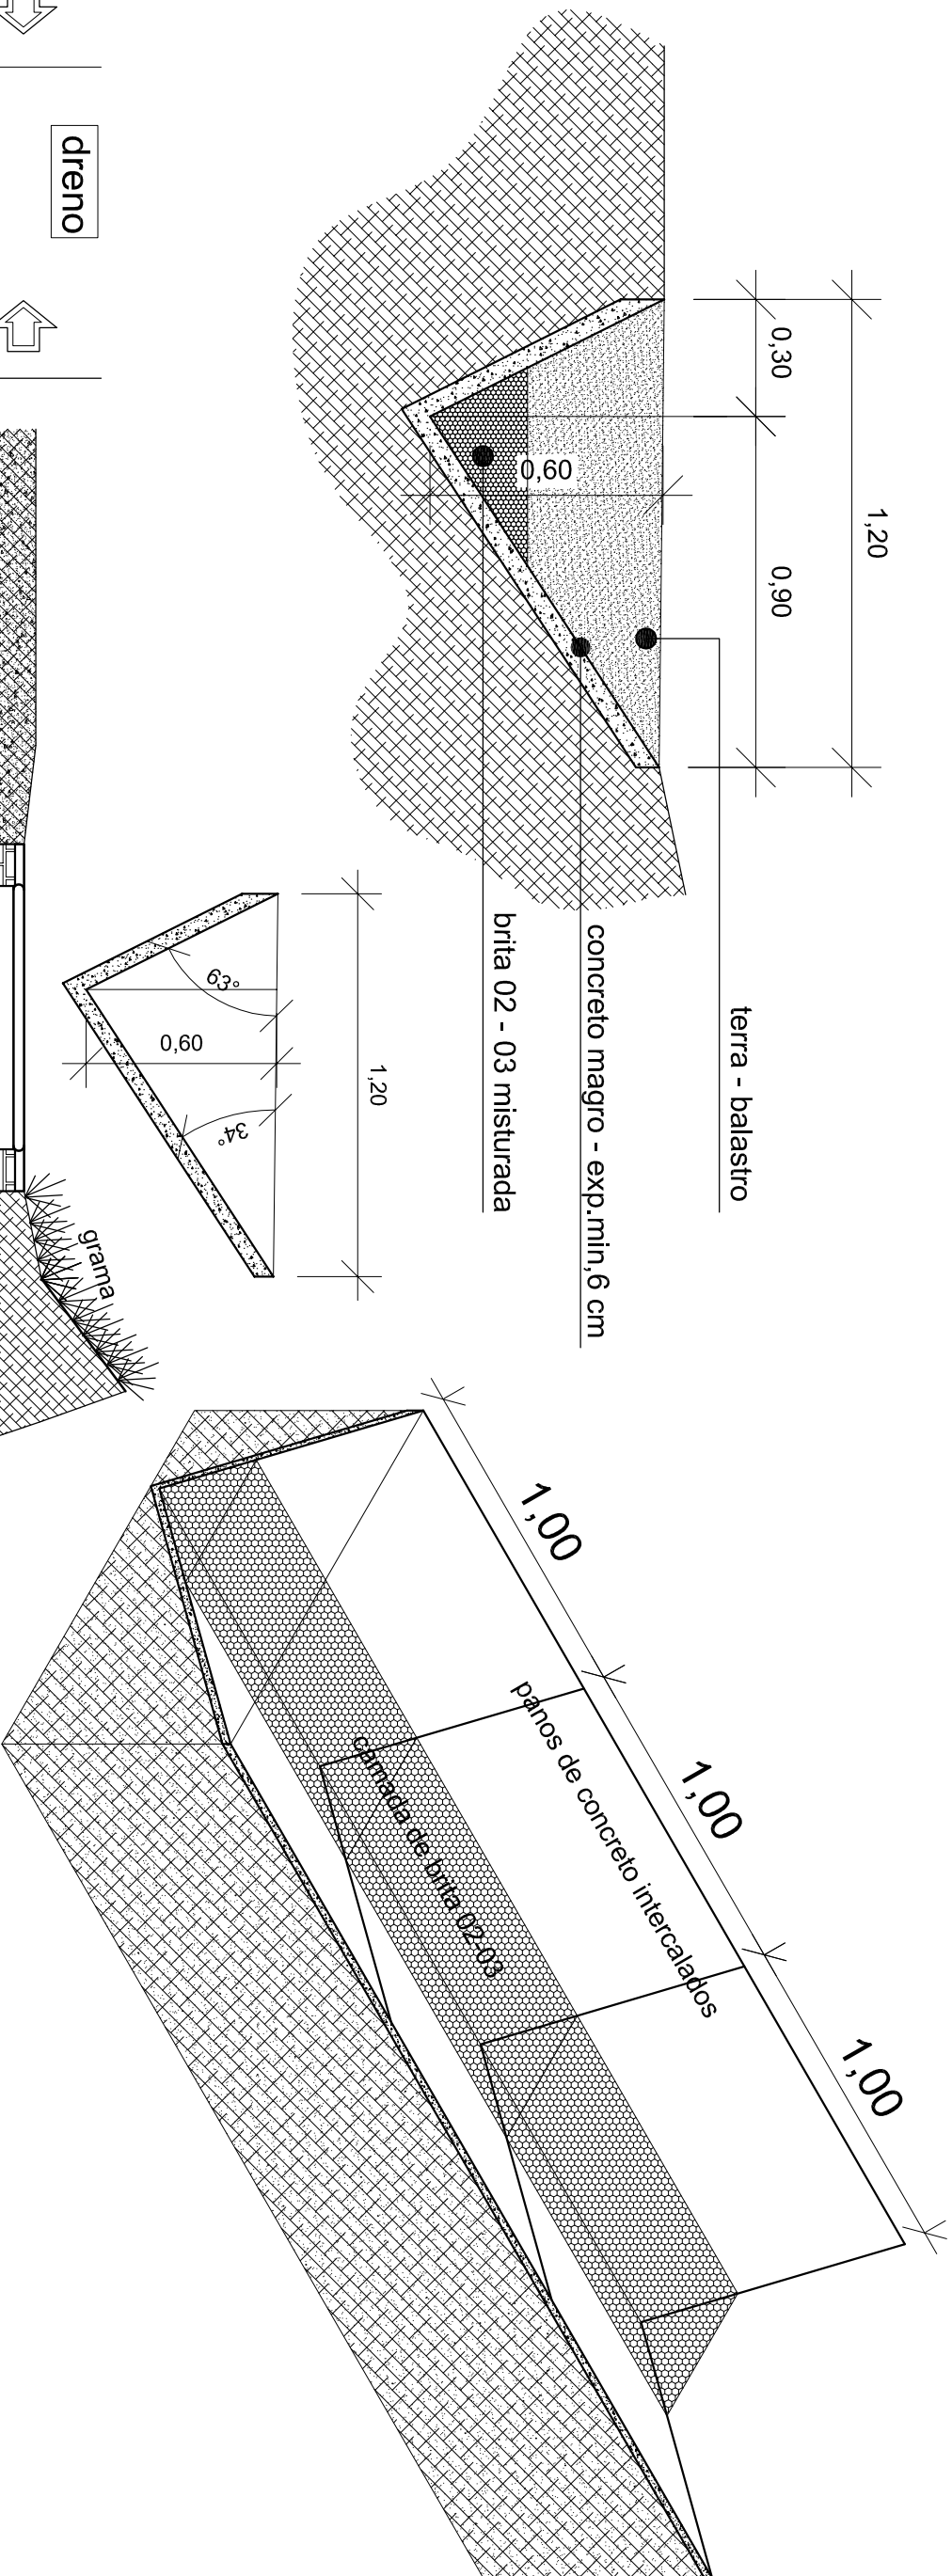 dreno
1,20
0,30
0,90
0,60
terra - balastro
concreto magro - exp.min,6 cm
brita 02 - 03 misturada
1,20
63°
0,60
34°
grama
1,00
1,00
1,00
panos de concreto intercalados
camada de brita 02-03